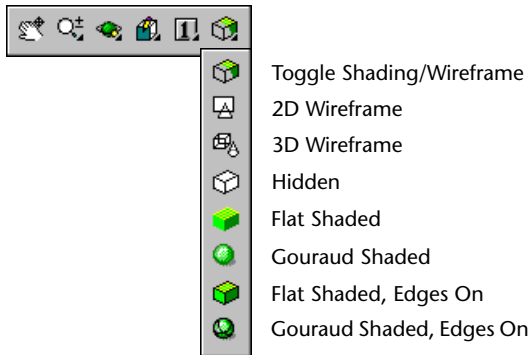 1
Toggle Shading/Wireframe
2D Wireframe
3D Wireframe
Hidden
Flat Shaded
Gouraud Shaded
Flat Shaded, Edges On
Gouraud Shaded, Edges On